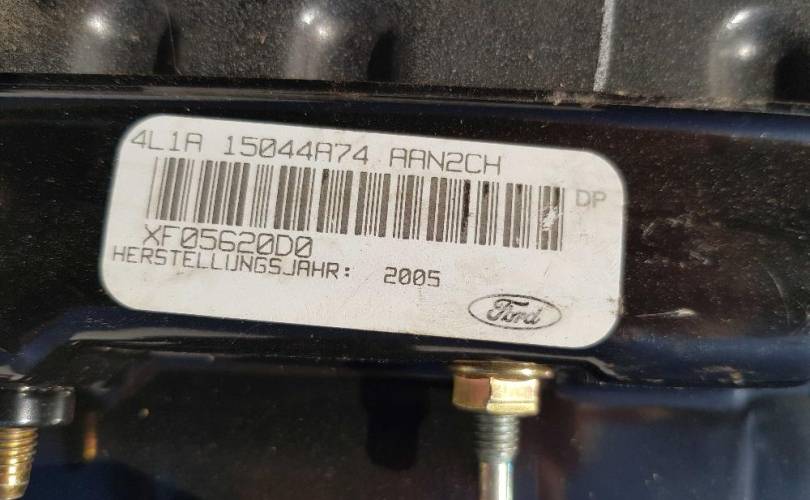 4L1A 15044A74 AAN2CH
DP
XF05620D0
HERSTELLUNGSJAHR: 2005
Ford